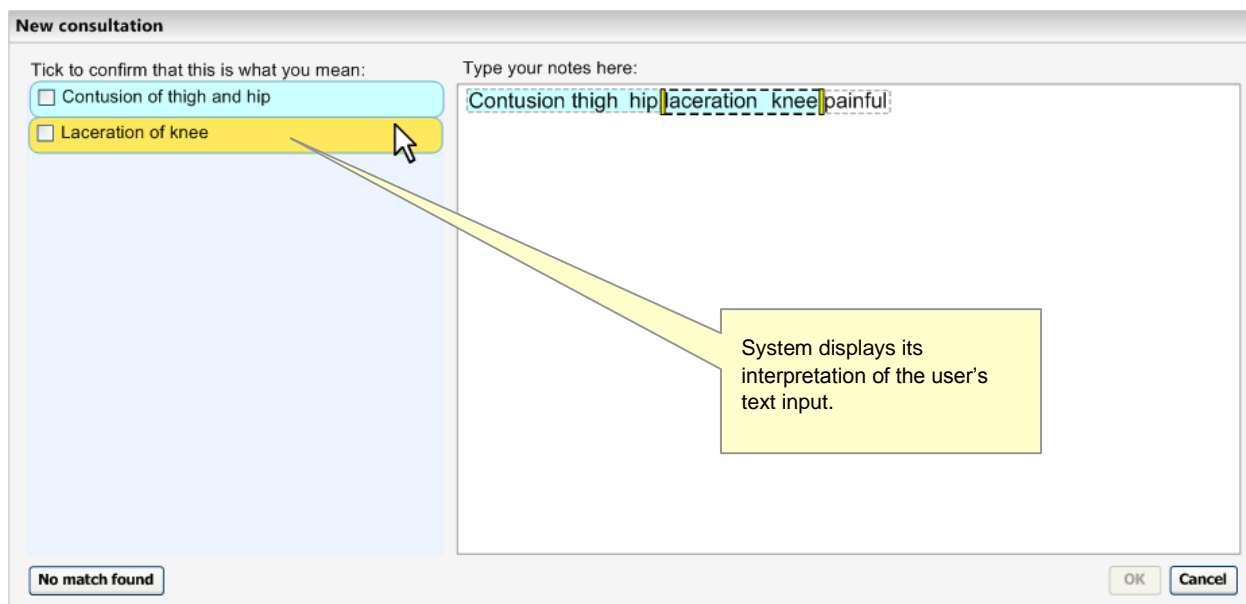 New consultation
Tick to confirm that this is what you mean:
Type your notes here:
Contusion of thigh and hip
Laceration of knee
Contusion thigh hip laceration knee painful
System displays its
interpretation of the user’s
text input.
No match found
OK
Cancel